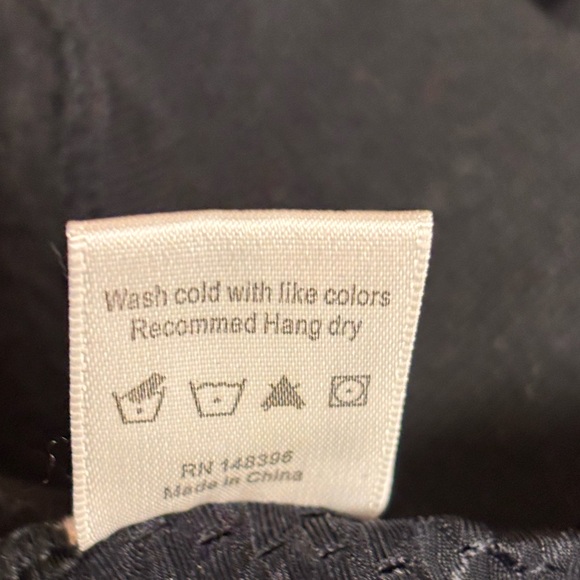 Wash cold with like colors
Recommed Hang dry
RN 148396
Made in China